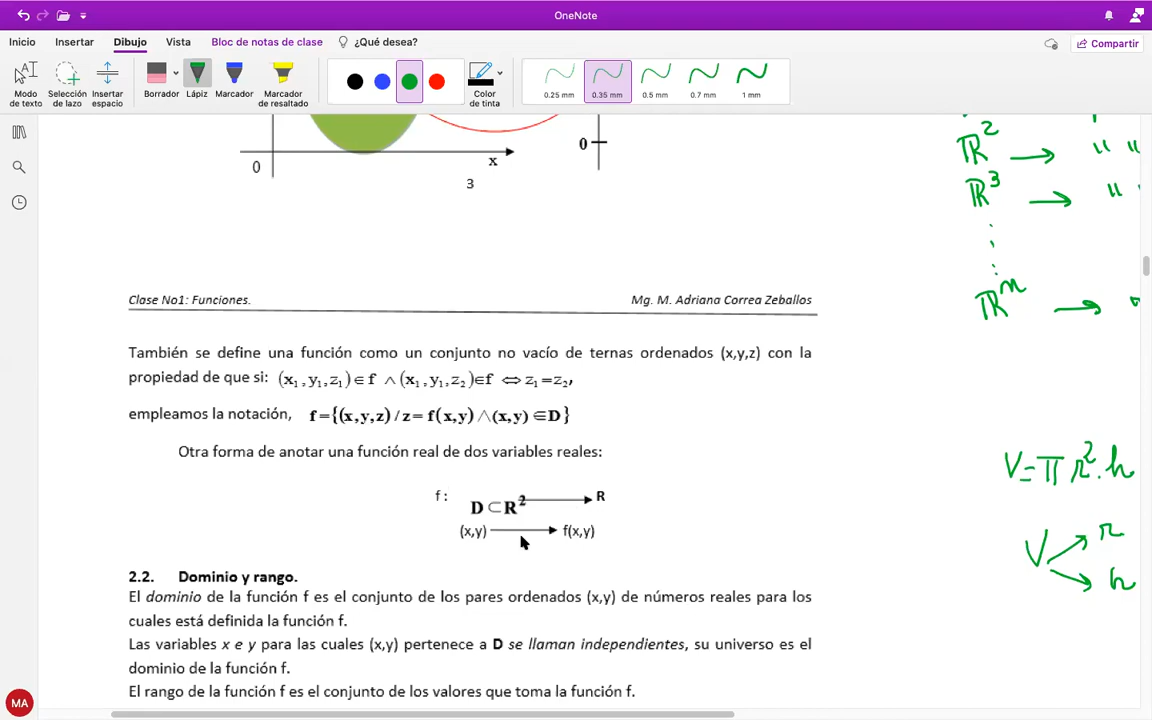 OneNote
Inicio Insertar Dibujo Vista Bloc de notas de clase ¿Qué desea? Compartir
Modo de texto
Selección de lazo
Insertar espacio
Borrador
Lápiz
Marcador
Marcador de resaltado
Color de tinta
0.25 mm 0.35 mm 0.5 mm 0.7 mm 1 mm
0 x 0
3
ℝ² → " "
ℝ³ → "
⋮
ℝⁿ →
Clase No1: Funciones. Mg. M. Adriana Correa Zeballos
También se define una función como un conjunto no vacío de ternas ordenados (x,y,z) con la
propiedad de que si: (x₁,y₁,z₁)∈f ∧(x₁,y₁,z₂)∈f ⇔z₁=z₂,
empleamos la notación, f={(x,y,z)/z=f(x,y)∧(x,y)∈D}
Otra forma de anotar una función real de dos variables reales:
f: D⊂R² → R
(x,y) → f(x,y)
V=π r².h
V r
h
2.2. Dominio y rango.
El dominio de la función f es el conjunto de los pares ordenados (x,y) de números reales para los
cuales está definida la función f.
Las variables x e y para las cuales (x,y) pertenece a D se llaman independientes, su universo es el
dominio de la función f.
El rango de la función f es el conjunto de los valores que toma la función f.
MA